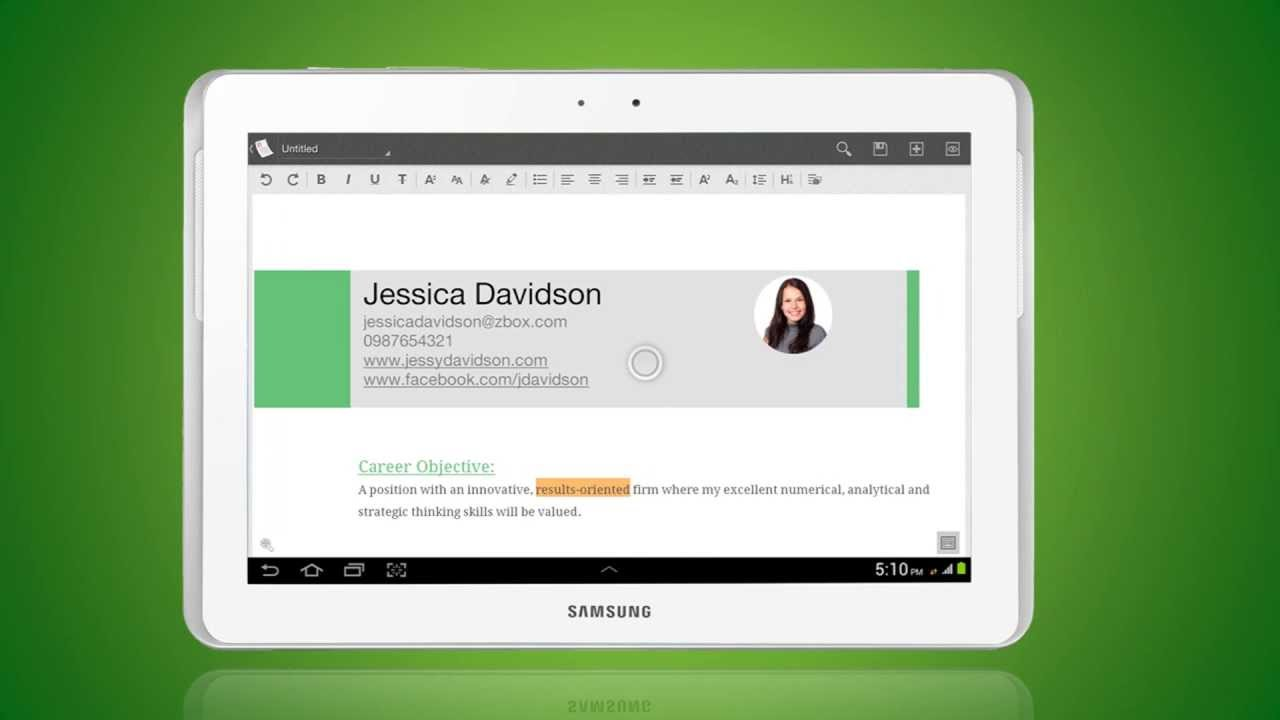 Untitled
B I U T
Jessica Davidson
jessicadavidson@zbox.com
0987654321
www.jessydavidson.com
www.facebook.com/jdavidson
Career Objective:
A position with an innovative, results-oriented firm where my excellent numerical, analytical and
strategic thinking skills will be valued.
5:10 PM
SAMSUNG